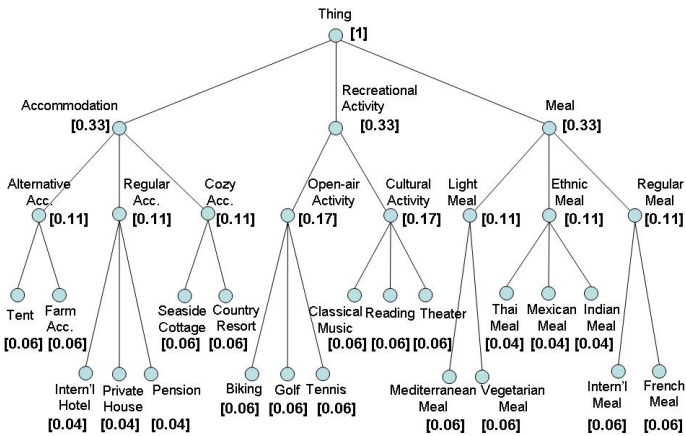 Thing
[1]
Accommodation
[0.33]
Recreational
Activity
[0.33]
Meal
[0.33]
Alternative
Acc.
[0.11]
Regular
Acc.
[0.11]
Cozy
Acc.
[0.11]
Open-air
Activity
[0.17]
Cultural
Activity
[0.17]
Light
Meal
[0.11]
Ethnic
Meal
[0.11]
Regular
Meal
[0.11]
Tent
[0.06]
Farm
Acc.
[0.06]
Seaside
Cottage
[0.06]
Country
Resort
[0.06]
Classical
Music
[0.06]
Reading
[0.06]
Theater
[0.06]
Thai
Meal
[0.04]
Mexican
Meal
[0.04]
Indian
Meal
[0.04]
Intern'l
Hotel
[0.04]
Private
House
[0.04]
Pension
[0.04]
Biking
[0.06]
Golf
[0.06]
Tennis
[0.06]
Mediterranean
Meal
[0.06]
Vegetarian
Meal
[0.06]
Intern'l
Meal
[0.06]
French
Meal
[0.06]